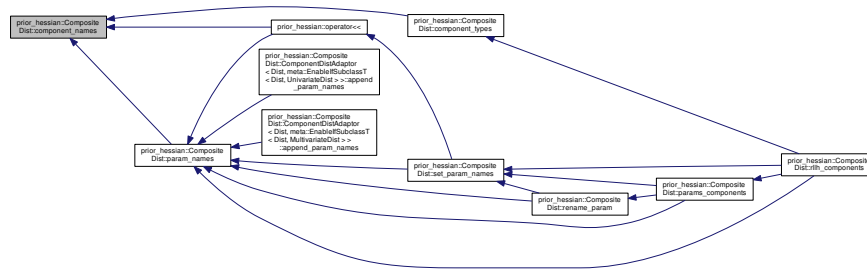 prior_hessian::Composite
Dist::component_names
prior_hessian::operator<<
prior_hessian::Composite
Dist::component_types
prior_hessian::Composite
Dist::ComponentDistAdaptor
< Dist, meta::EnableIfSubclassT
< Dist, UnivariateDist > >::append
_param_names
prior_hessian::Composite
Dist::ComponentDistAdaptor
< Dist, meta::EnableIfSubclassT
< Dist, MultivariateDist > >
::append_param_names
prior_hessian::Composite
Dist::param_names
prior_hessian::Composite
Dist::set_param_names
prior_hessian::Composite
Dist::rename_param
prior_hessian::Composite
Dist::params_components
prior_hessian::Composite
Dist::rllh_components